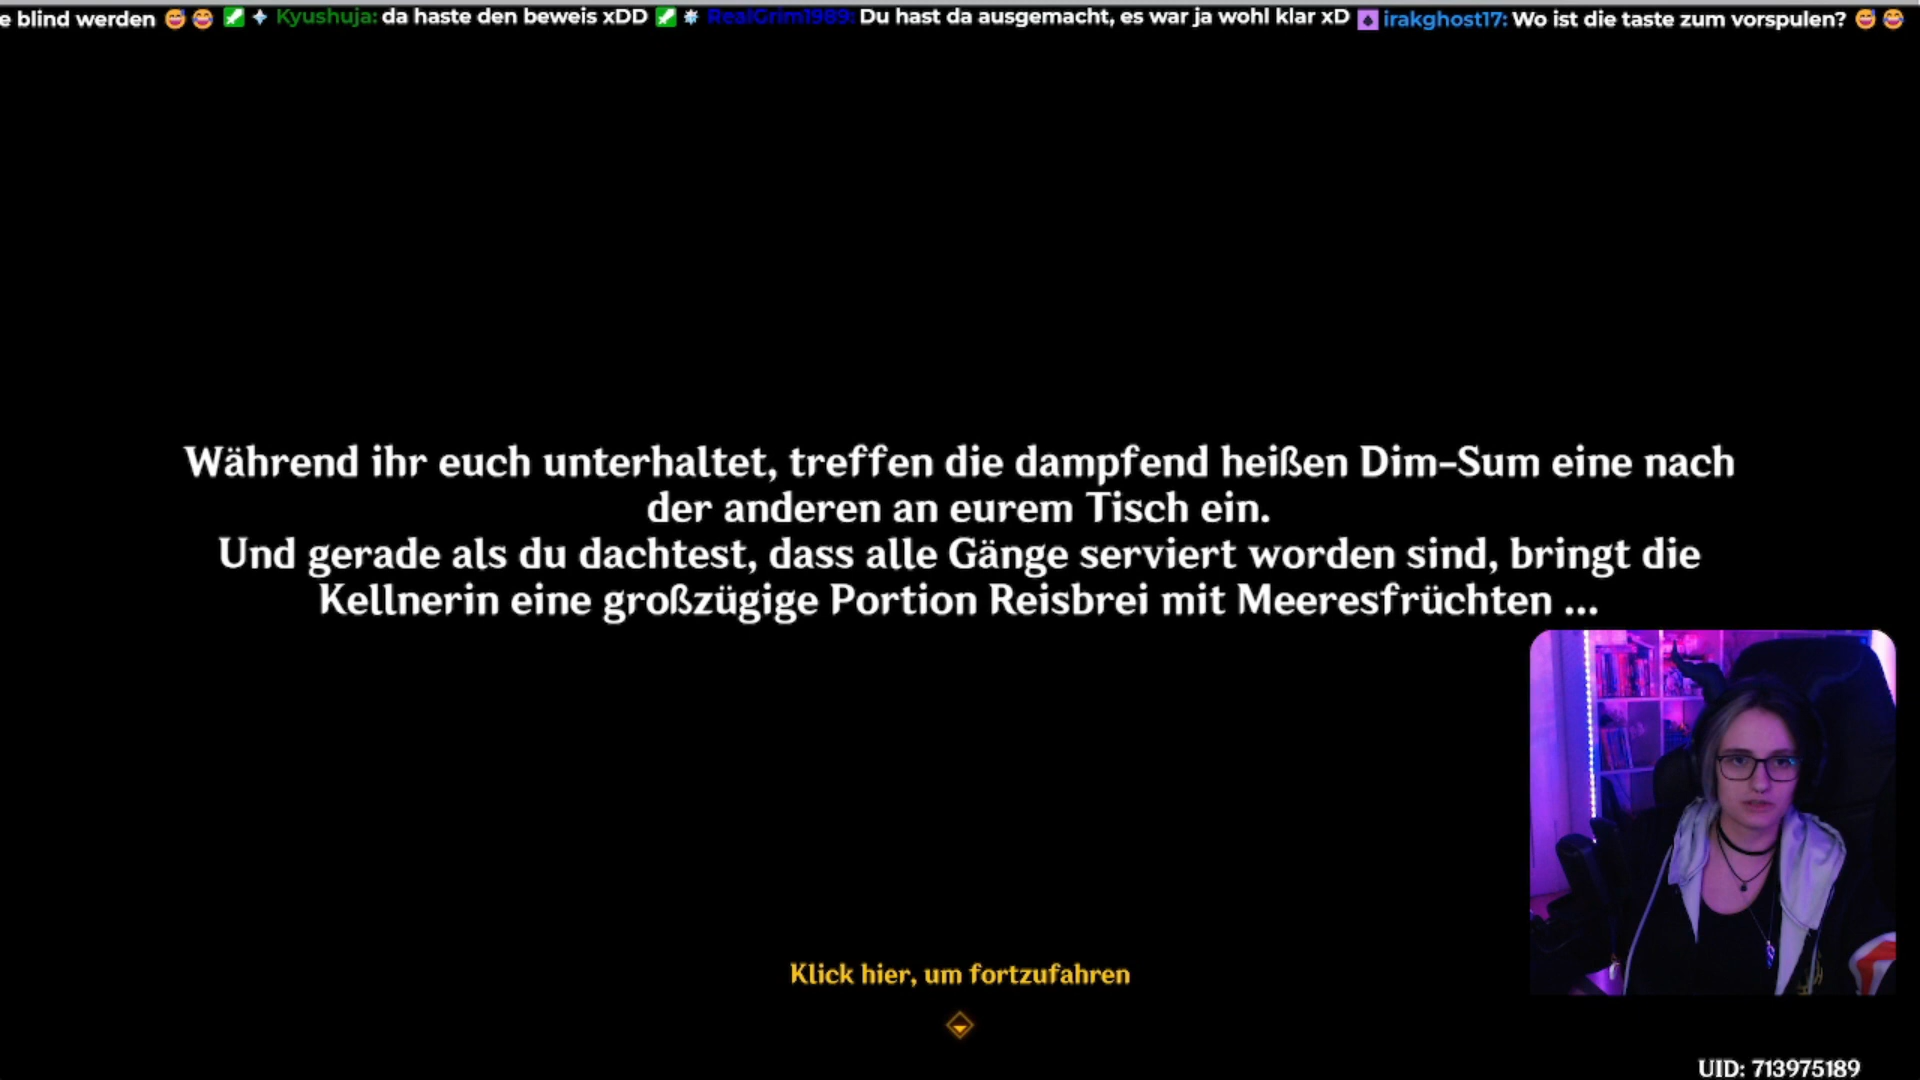 e blind werden 😅😂 Kyushuja: da haste den beweis xDD RealGrim1989: Du hast da ausgemacht, es war ja wohl klar xD irakghost17: Wo ist die taste zum vorspulen? 😅😂
Während ihr euch unterhaltet, treffen die dampfend heißen Dim-Sum eine nach
der anderen an eurem Tisch ein.
Und gerade als du dachtest, dass alle Gänge serviert worden sind, bringt die
Kellnerin eine großzügige Portion Reisbrei mit Meeresfrüchten ...
Klick hier, um fortzufahren
UID: 713975189